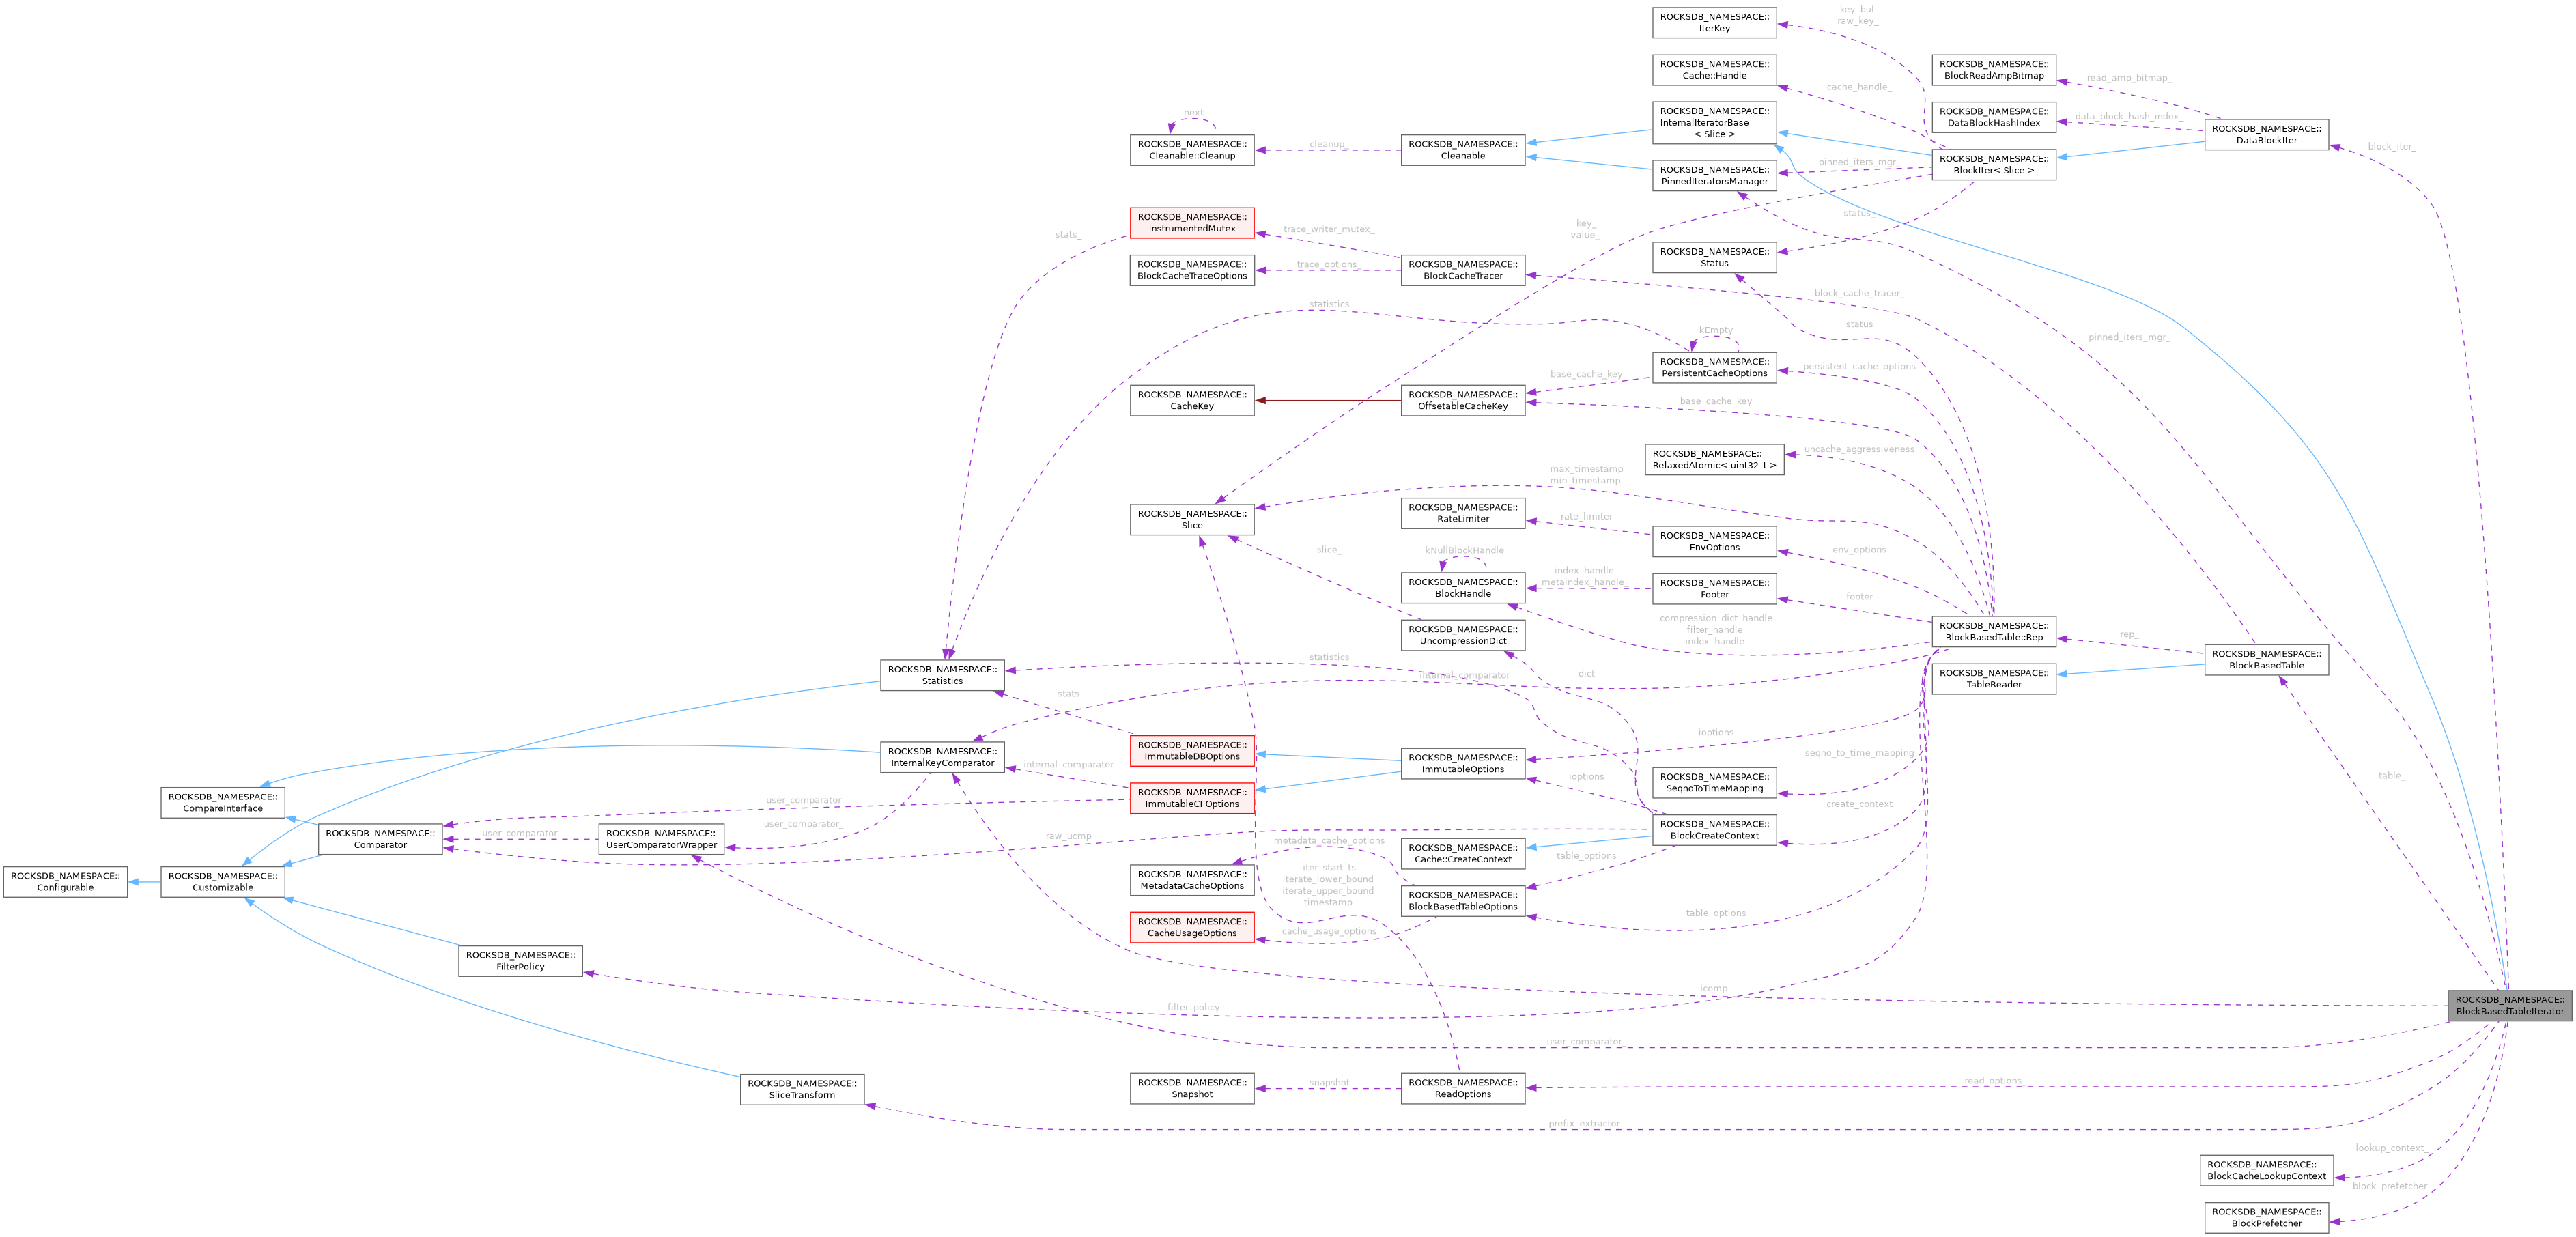 ROCKSDB_NAMESPACE::
IterKey
key_buf_
raw_key_
ROCKSDB_NAMESPACE::
Cache::Handle
cache_handle_
ROCKSDB_NAMESPACE::
BlockReadAmpBitmap
read_amp_bitmap_
ROCKSDB_NAMESPACE::
InternalIteratorBase
< Slice >
ROCKSDB_NAMESPACE::
DataBlockHashIndex
data_block_hash_index_
next
ROCKSDB_NAMESPACE::
Cleanable::Cleanup
cleanup_
ROCKSDB_NAMESPACE::
Cleanable
ROCKSDB_NAMESPACE::
DataBlockIter
block_iter_
ROCKSDB_NAMESPACE::
PinnedIteratorsManager
pinned_iters_mgr_
ROCKSDB_NAMESPACE::
BlockIter< Slice >
stats_
ROCKSDB_NAMESPACE::
InstrumentedMutex
trace_writer_mutex_
key_
value_
status_
ROCKSDB_NAMESPACE::
Status
ROCKSDB_NAMESPACE::
BlockCacheTraceOptions
trace_options_
ROCKSDB_NAMESPACE::
BlockCacheTracer
block_cache_tracer_
statistics
status
kEmpty
pinned_iters_mgr_
ROCKSDB_NAMESPACE::
PersistentCacheOptions
persistent_cache_options
base_cache_key
ROCKSDB_NAMESPACE::
CacheKey
ROCKSDB_NAMESPACE::
OffsetableCacheKey
base_cache_key
ROCKSDB_NAMESPACE::
RelaxedAtomic< uint32_t >
uncache_aggressiveness
max_timestamp
min_timestamp
ROCKSDB_NAMESPACE::
Slice
ROCKSDB_NAMESPACE::
RateLimiter
rate_limiter
ROCKSDB_NAMESPACE::
EnvOptions
env_options
slice_
kNullBlockHandle
ROCKSDB_NAMESPACE::
BlockHandle
index_handle_
metaindex_handle_
ROCKSDB_NAMESPACE::
Footer
footer
compression_dict_handle
filter_handle
index_handle
ROCKSDB_NAMESPACE::
UncompressionDict
ROCKSDB_NAMESPACE::
BlockBasedTable::Rep
rep_
ROCKSDB_NAMESPACE::
BlockBasedTable
ROCKSDB_NAMESPACE::
TableReader
ROCKSDB_NAMESPACE::
Statistics
statistics
internal_comparator
dict
stats
ROCKSDB_NAMESPACE::
ImmutableDBOptions
ioptions
ROCKSDB_NAMESPACE::
InternalKeyComparator
internal_comparator
ROCKSDB_NAMESPACE::
ImmutableOptions
ioptions
seqno_to_time_mapping
ROCKSDB_NAMESPACE::
SeqnoToTimeMapping
table_
ROCKSDB_NAMESPACE::
ImmutableCFOptions
ROCKSDB_NAMESPACE::
CompareInterface
user_comparator
create_context
ROCKSDB_NAMESPACE::
Comparator
user_comparator_
ROCKSDB_NAMESPACE::
UserComparatorWrapper
user_comparator_
raw_ucmp
ROCKSDB_NAMESPACE::
BlockCreateContext
metadata_cache_options
ROCKSDB_NAMESPACE::
Cache::CreateContext
table_options
ROCKSDB_NAMESPACE::
Configurable
ROCKSDB_NAMESPACE::
Customizable
ROCKSDB_NAMESPACE::
MetadataCacheOptions
iter_start_ts
iterate_lower_bound
iterate_upper_bound
timestamp
ROCKSDB_NAMESPACE::
BlockBasedTableOptions
table_options
ROCKSDB_NAMESPACE::
CacheUsageOptions
cache_usage_options
ROCKSDB_NAMESPACE::
FilterPolicy
filter_policy
icomp_
ROCKSDB_NAMESPACE::
BlockBasedTableIterator
user_comparator_
ROCKSDB_NAMESPACE::
SliceTransform
ROCKSDB_NAMESPACE::
Snapshot
snapshot
ROCKSDB_NAMESPACE::
ReadOptions
read_options_
prefix_extractor_
lookup_context_
ROCKSDB_NAMESPACE::
BlockCacheLookupContext
block_prefetcher_
ROCKSDB_NAMESPACE::
BlockPrefetcher